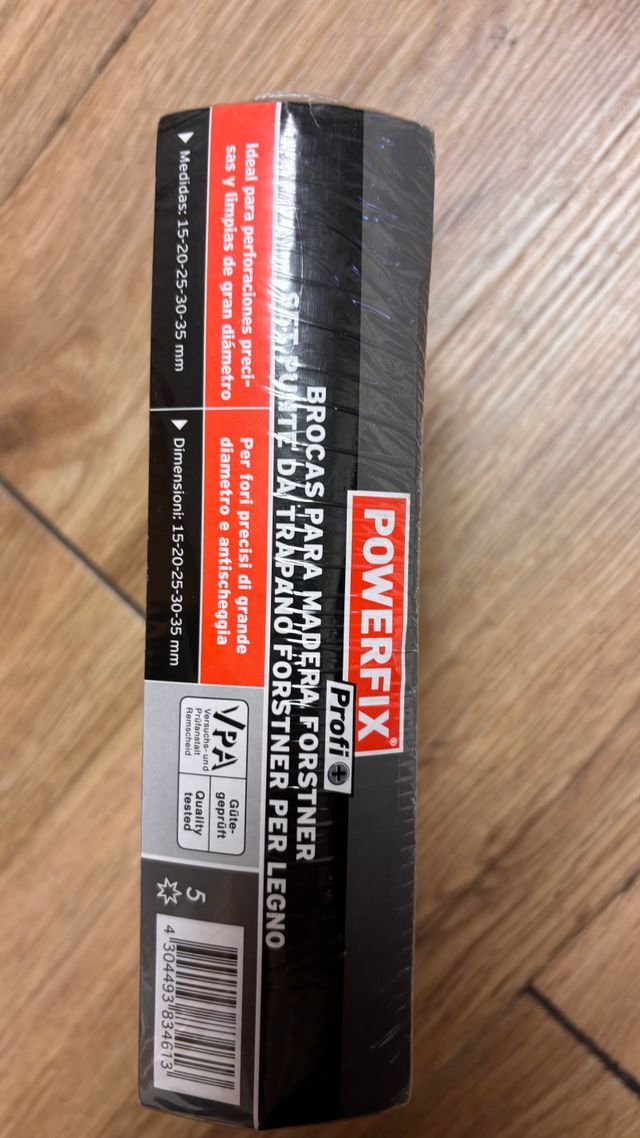 POWERFIX®
Profi+
BROCAS PARA MADERA FORSTNER
SET PUNTE DA TRAPANO FORSTNER PER LEGNO
Ideal para perforaciones preci-
sas y limpias de gran diámetro
▶ Medidas: 15-20-25-30-35 mm
Per fori precisi di grande
diametro e antischeggia
▶ Dimensioni: 15-20-25-30-35 mm
VPA
Versuchs- und
Prüfanstalt
Remscheid
Güte-
geprüft
Quality
tested
5
4 304493 834613